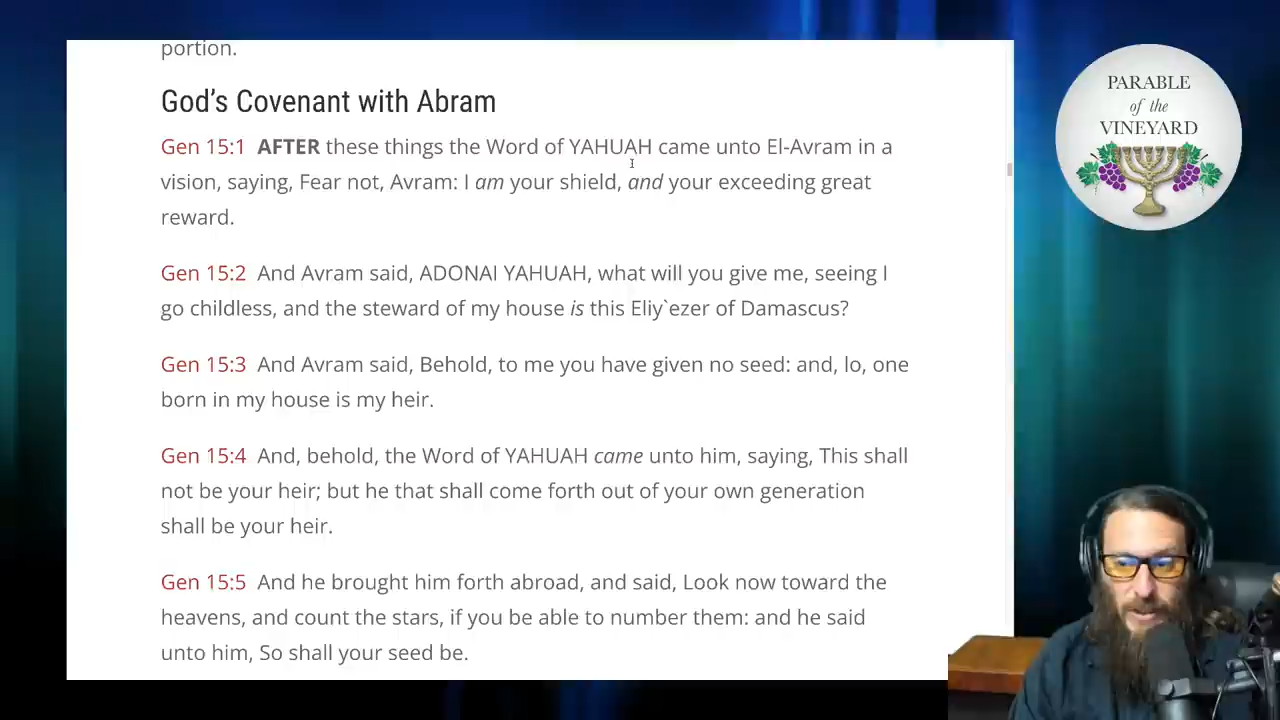 portion.
God’s Covenant with Abram
Gen 15:1 AFTER these things the Word of YAHUAH came unto El-Avram in a
vision, saying, Fear not, Avram: I am your shield, and your exceeding great
reward.
Gen 15:2 And Avram said, ADONAI YAHUAH, what will you give me, seeing I
go childless, and the steward of my house is this Eliy`ezer of Damascus?
Gen 15:3 And Avram said, Behold, to me you have given no seed: and, lo, one
born in my house is my heir.
Gen 15:4 And, behold, the Word of YAHUAH came unto him, saying, This shall
not be your heir; but he that shall come forth out of your own generation
shall be your heir.
Gen 15:5 And he brought him forth abroad, and said, Look now toward the
heavens, and count the stars, if you be able to number them: and he said
unto him, So shall your seed be.
PARABLE
of the
VINEYARD